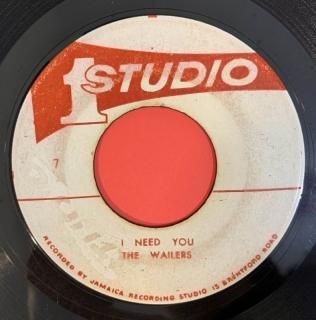 1 STUDIO
7
I NEED YOU
THE WAILERS
RECORDED BY JAMAICA RECORDING STUDIO 13 BRENTFORD ROAD